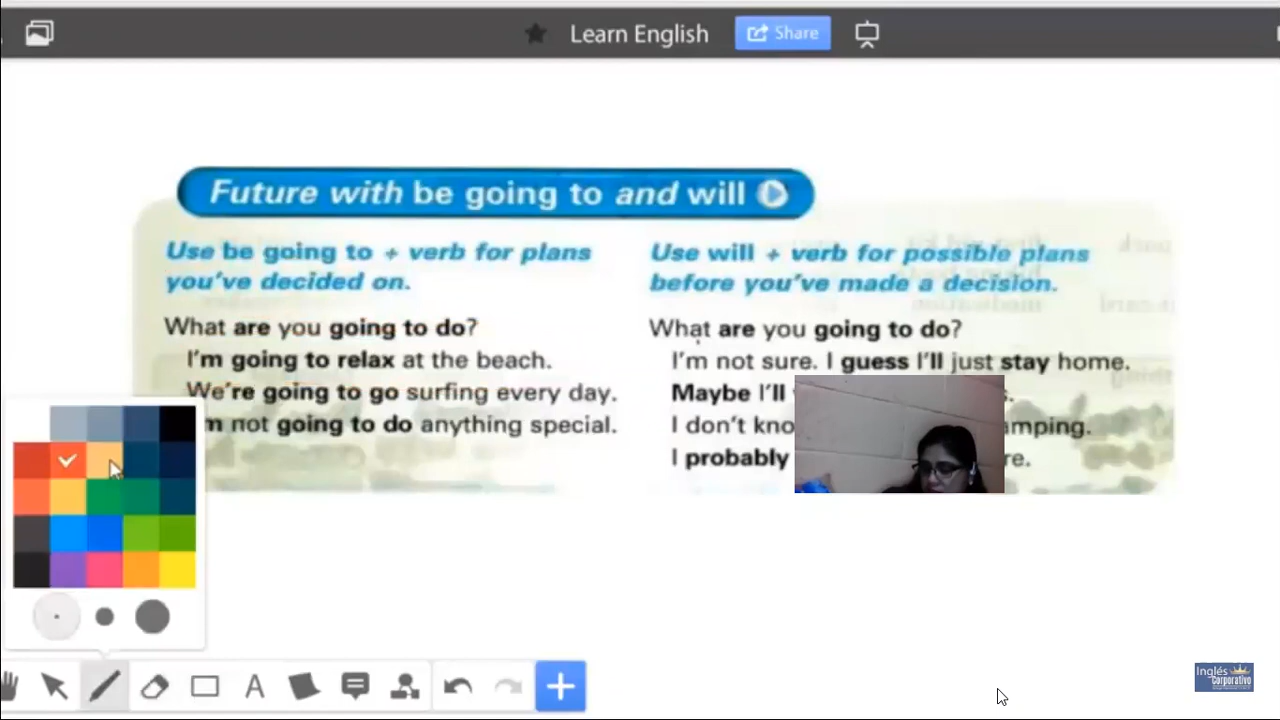 Learn English
Share
Future with be going to and will
Use be going to + verb for plans
you've decided on.
What are you going to do?
I'm going to relax at the beach.
We're going to go surfing every day.
m not going to do anything special.
Use will + verb for possible plans
before you've made a decision.
What are you going to do?
I'm not sure. I guess I'll just stay home.
Maybe I'll
I don't kno amping.
I probably re.
A
Inglés
Corporativo